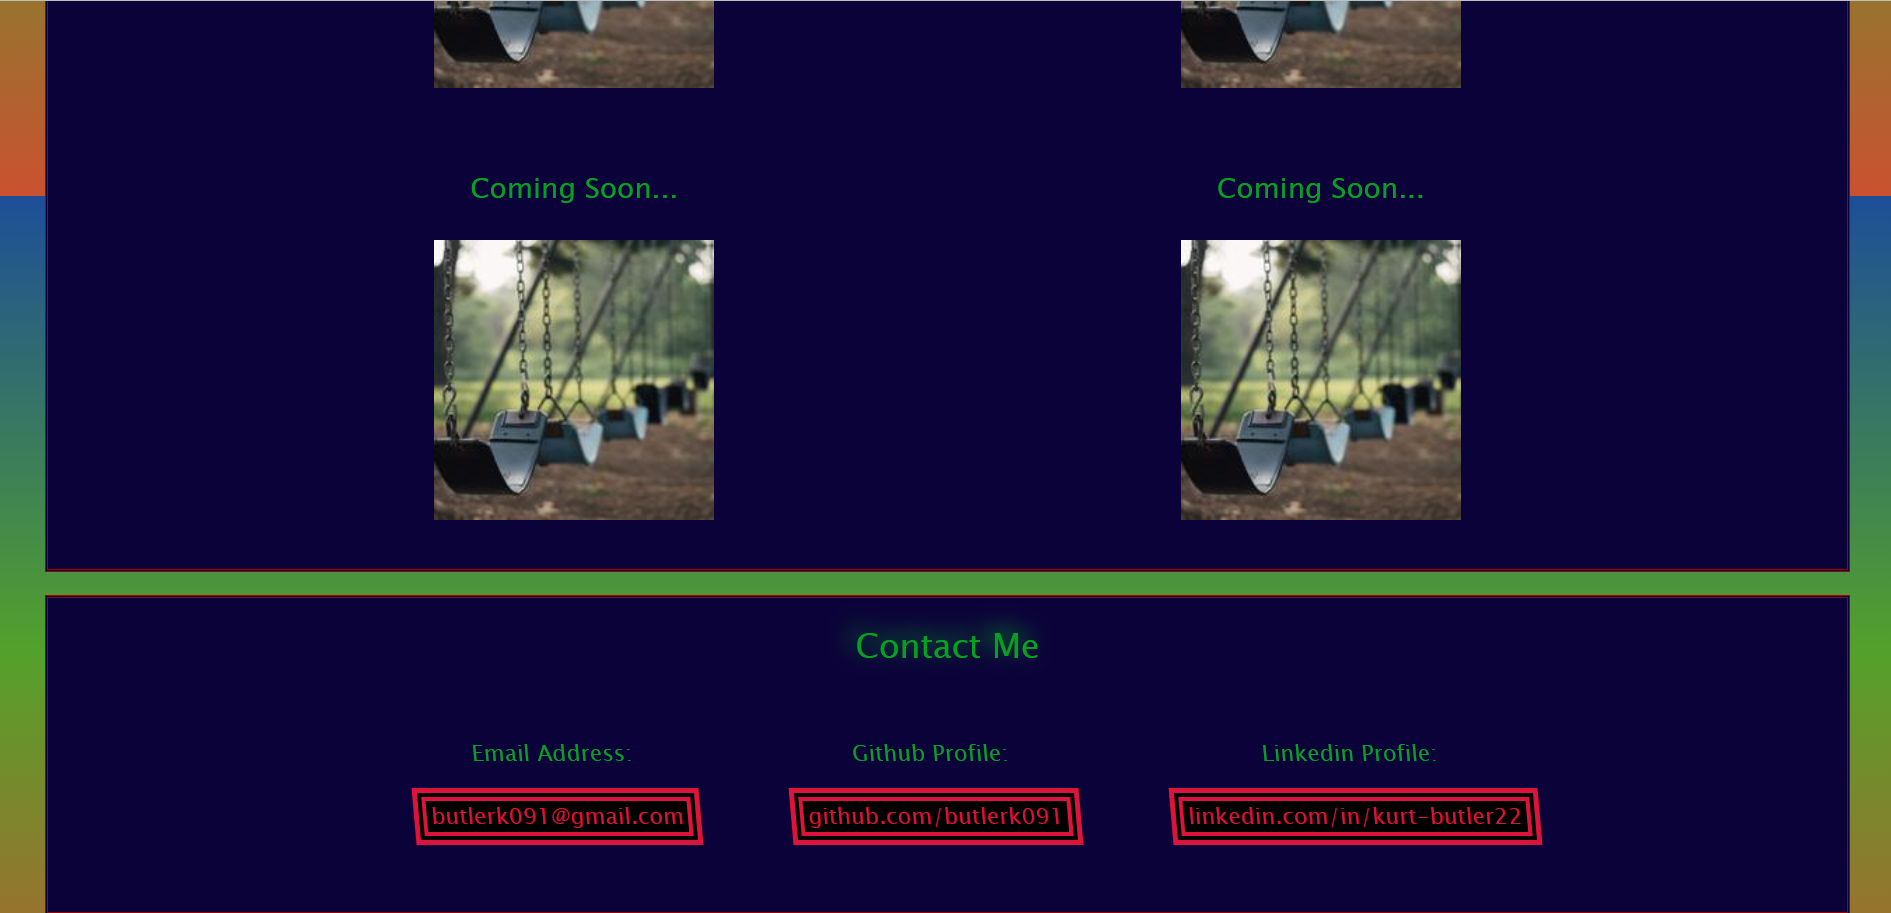 Coming Soon... Coming Soon...
Contact Me
Email Address: Github Profile: Linkedin Profile:
butlerk091@gmail.com github.com/butlerk091 linkedin.com/in/kurt-butler22